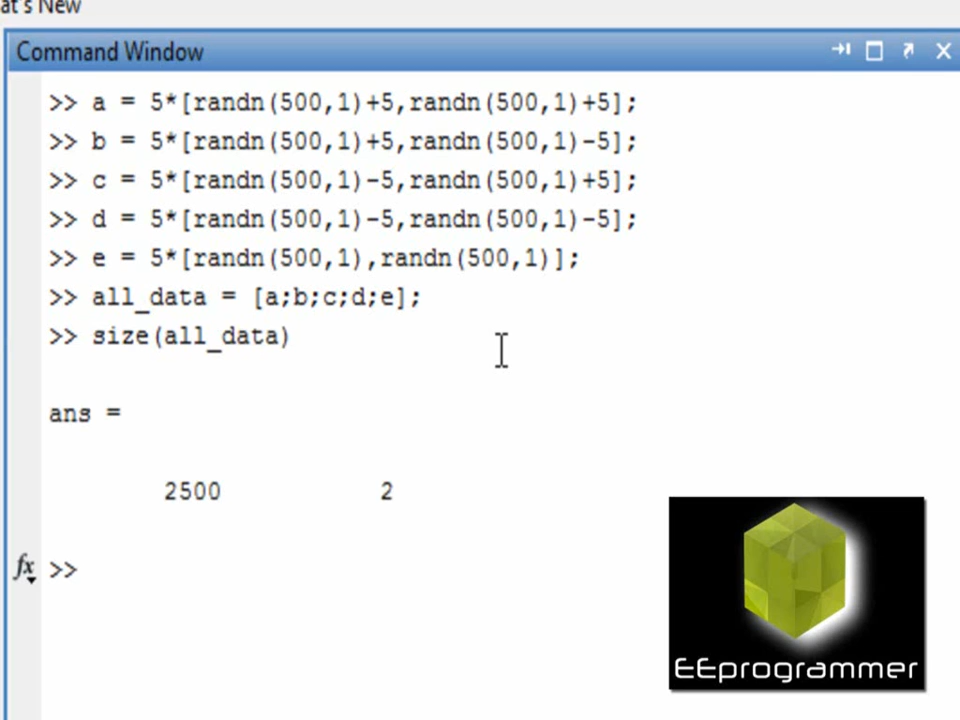 at's New
Command Window
>> a = 5*[randn(500,1)+5,randn(500,1)+5];
>> b = 5*[randn(500,1)+5,randn(500,1)-5];
>> c = 5*[randn(500,1)-5,randn(500,1)+5];
>> d = 5*[randn(500,1)-5,randn(500,1)-5];
>> e = 5*[randn(500,1),randn(500,1)];
>> all_data = [a;b;c;d;e];
>> size(all_data)
ans =
2500 2
fx >>
EEprogrammer